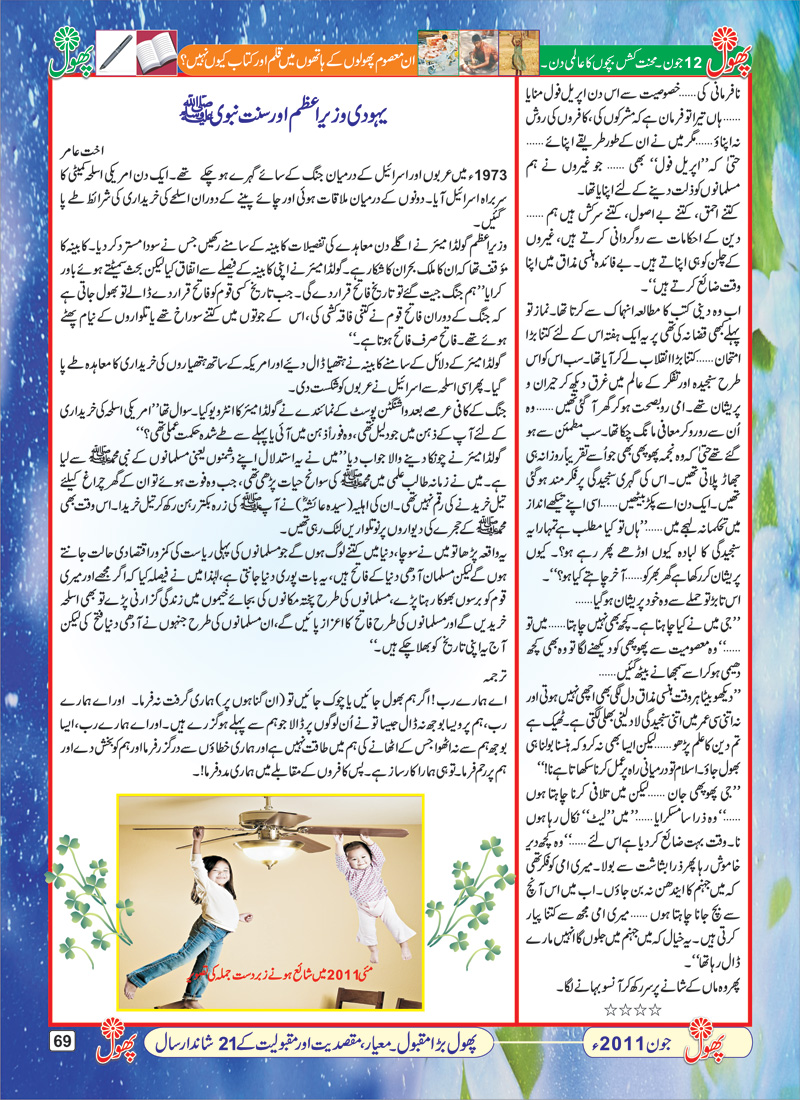 پھول
12 جون۔ محنت کش بچوں کا عالمی دن۔
ان معصوم پھولوں کے ہاتھوں میں قلم اور کتاب کیوں نہیں؟
پھول
نافرمانی کی ...... خصوصیت سے اس دن اپریل فول منایا
...... ہاں تیرا تو فرمان ہے کہ مشرکوں کی، کافروں کی روش
نہ اپناؤ ...... مگر میں نے ان کے طور طریقے اپنائے ......
حتیٰ کہ ”اپریل فول“ بھی ...... جو غیروں نے ہم
مسلمانوں کو ذلت دینے کے لئے اپنایا تھا۔
کتنے احمق، کتنے بے اصول، کتنے سرکش ہیں ہم ......
دین کے احکامات سے روگردانی کرتے ہیں، غیروں
کے چلن کو ہی اپناتے ہیں۔ بے فائدہ ہنسی مذاق میں اپنا
وقت ضائع کرتے ہیں“۔
اب وہ دینی کتب کا مطالعہ انہماک سے کرتا تھا۔ نماز تو
پہلے بھی قضا نہ کی تھی پر یہ ایک ہفتہ اس کے لئے کتنا بڑا
امتحان ...... کتنا بڑا انقلاب لے کر آیا تھا۔ سب اس کو اس
طرح سنجیدہ اور تفکر کے عالم میں غرق دیکھ کر حیران و
پریشان تھے۔ امی روبصحت ہو کر گھر آ گئی تھیں ...... وہ
اُن سے رو رو کر معافی مانگ چکا تھا۔ سب مطمئن سے ہو
گئے تھے حتیٰ کہ وہ نجمہ پھوپھی بھی جو اُسے تقریباً روزانہ ہی
جھاڑ پلاتی تھیں۔ اس کی گہری سنجیدگی پر فکر مند ہو گئی
تھیں۔ ایک دن اسے پکڑ بیٹھیں ...... اسی اپنے تیکھے انداز
میں تحکمانہ لہجے میں ...... ”ہاں تو کیا مطلب ہے تمہارا یہ
سنجیدگی کا لبادہ کیوں اوڑھے پھر رہے ہو؟۔ کیوں
پریشان کر رکھا ہے گھر بھر کو ...... آخر چاہتے کیا ہو؟“۔
اس تابڑ توڑ حملے سے وہ خود پریشان ہو گیا ......
”جی میں نے کیا چاہنا ہے۔ کچھ بھی نہیں چاہتا ...... میں تو
......“ وہ معصومیت سے پھوپھی کو دیکھنے لگا تو وہ بھی کچھ
دھیمی ہو کر اسے سمجھانے بیٹھ گئیں ......
”دیکھو بیٹا ہر وقت ہنسی مذاق دل لگی بھی اچھی نہیں ہوتی اور
نہ اتنی سی عمر میں اتنی سنجیدگی لاد لینی بھلی لگتی ہے۔ ٹھیک ہے
تم دین کا علم پڑھو ...... لیکن ایسا بھی نہ کرو کہ ہنسنا بولنا ہی
بھول جاؤ۔ اسلام تو درمیانی راہ پر عمل کرنا سکھاتا ہے نا!“
”جی پھوپھی جان ...... لیکن میں تلافی کرنا چاہتا ہوں
......“ وہ ذرا سا مسکرایا ...... ”میں ”لیٹ“ نکال رہا ہوں
نا۔ وقت بہت ضائع کر دیا ہے اس لئے ......“ وہ کچھ دیر
خاموش رہا پھر ذرا بشاشت سے بولا۔ میری امی کو فکر تھی
کہ میں جہنم کا ایندھن نہ بن جاؤں۔ اب میں اس آنچ
سے بچ جانا چاہتا ہوں ...... میری امی مجھ سے کتنا پیار
کرتی ہیں۔ یہ خیال کہ میں جہنم میں جلوں گا انہیں مارے
ڈال رہا تھا“۔
پھر وہ ماں کے شانے پر سر رکھ کر آنسو بہانے لگا۔
☆☆☆☆
یہودی وزیراعظم اور سنت نبوی ﷺ
اخت عامر
1973ء میں عربوں اور اسرائیل کے درمیان جنگ کے سائے گہرے ہو چکے تھے۔ ایک دن امریکی اسلحہ کمیٹی کا
سربراہ اسرائیل آیا۔ دونوں کے درمیان ملاقات ہوئی اور چائے پینے کے دوران اسلحے کی خریداری کی شرائط طے پا
گئیں۔
وزیراعظم گولڈا میئر نے اگلے دن معاہدے کی تفصیلات کابینہ کے سامنے رکھیں جس نے سودا مسترد کر دیا۔ کابینہ کا
مؤقف تھا کہ ان کا ملک بحران کا شکار ہے۔ گولڈا میئر نے اپنی کابینہ کے فیصلے سے اتفاق کیا لیکن بحث سمیٹتے ہوئے باور
کرایا ”ہم جنگ جیت گئے تو تاریخ فاتح قرار دے گی۔ جب تاریخ کسی قوم کو فاتح قرار دے ڈالے تو بھول جاتی ہے
کہ جنگ کے دوران فاتح قوم نے کتنی فاقہ کشی کی، اس کے جوتوں میں کتنے سوراخ تھے یا تلواروں کے نیام پھٹے
ہوئے تھے۔ فاتح صرف فاتح ہوتا ہے۔“
گولڈا میئر کے دلائل کے سامنے کابینہ نے ہتھیار ڈال دیئے اور امریکہ کے ساتھ ہتھیاروں کی خریداری کا معاہدہ طے پا
گیا۔ پھر اسی اسلحہ سے اسرائیل نے عربوں کو شکست دی۔
جنگ کے کافی عرصے بعد واشنگٹن پوسٹ کے نمائندے نے گولڈا میئر کا انٹرویو کیا۔ سوال تھا ”امریکی اسلحہ کی خریداری
کے لئے آپ کے ذہن میں جو دلیل تھی، وہ فوراً ذہن میں آئی یا پہلے سے طے شدہ حکمت عملی تھی؟“
گولڈا میئر نے چونکا دینے والا جواب دیا ”میں نے یہ استدلال اپنے دشمنوں یعنی مسلمانوں کے نبی محمدﷺ سے لیا
ہے۔ میں نے زمانہ طالب علمی میں محمدﷺ کی سوانح حیات پڑھی تھی، جب وہ فوت ہوئے تو ان کے گھر چراغ کیلئے
تیل خریدنے کی رقم نہیں تھی۔ ان کی اہلیہ (سیدہ عائشہؓ) نے آپﷺ کی زرہ بکتر رہن رکھ کر تیل خریدا۔ اس وقت بھی
محمدﷺ کے حجرے کی دیواروں پر نو تلواریں لٹک رہی تھیں۔
یہ واقعہ پڑھا تو میں نے سوچا، دنیا میں کتنے لوگ ہوں گے جو مسلمانوں کی پہلی ریاست کی کمزور اقتصادی حالت جانتے
ہوں گے لیکن مسلمان آدھی دنیا کے فاتح ہیں، یہ بات پوری دنیا جانتی ہے، لہٰذا میں نے فیصلہ کیا کہ اگر مجھے اور میری
قوم کو برسوں بھوکا رہنا پڑے، مسلمانوں کی طرح پختہ مکانوں کی بجائے خیموں میں زندگی گزارنی پڑے تو بھی اسلحہ
خریدیں گے اور مسلمانوں کی طرح فاتح کا اعزاز پائیں گے، ان مسلمانوں کی طرح جنہوں نے آدھی دنیا فتح کی لیکن
آج یہ اپنی تاریخ کو بھلا چکے ہیں۔“
ترجمہ
اے ہمارے رب! اگر ہم بھول جائیں یا چوک جائیں تو (ان گناہوں پر) ہماری گرفت نہ فرما۔ اور اے ہمارے
رب، ہم پر ویسا بوجھ نہ ڈال جیسا تو نے اُن لوگوں پر ڈالا جو ہم سے پہلے ہو گزرے ہیں۔ اور اے ہمارے رب، ایسا
بوجھ ہم سے نہ اٹھوا جس کے اٹھانے کی ہم میں طاقت نہیں ہے اور ہماری خطاؤں سے درگزر فرما اور ہم کو بخش دے اور
ہم پر رحم فرما۔ تو ہی ہمارا کارساز ہے۔ پس کافروں کے مقابلے میں ہماری مدد فرما!۔
مئی 2011 میں شائع ہونے زبردست جملہ کی تصویر
پھول
جون 2011ء
پھول بڑا مقبول۔ معیار، مقصدیت اور مقبولیت کے 21 شاندار سال
پھول
69